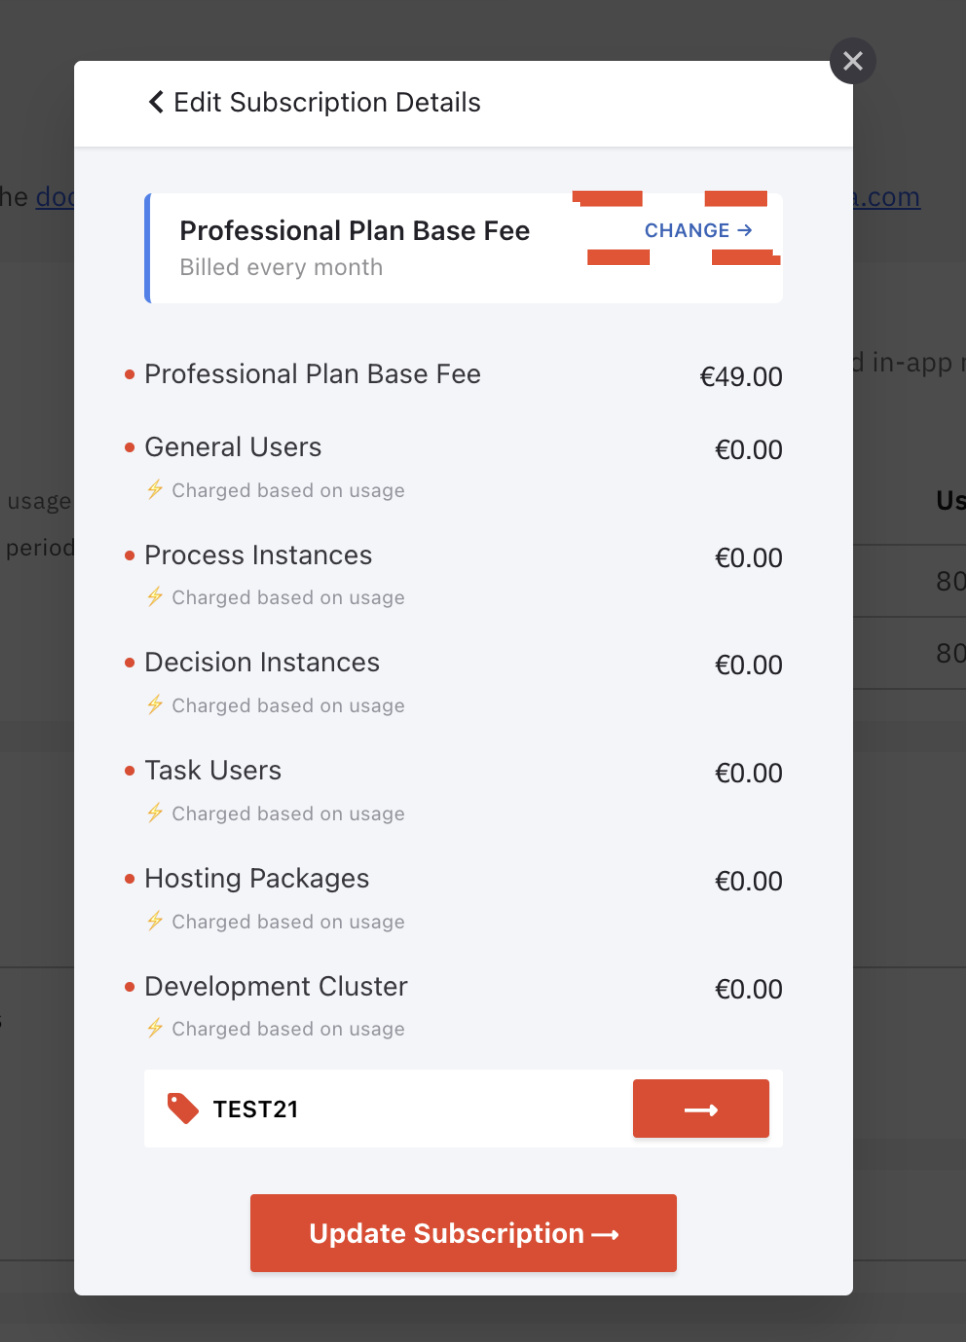 Edit Subscription Details
he doc
a.com
Professional Plan Base Fee
CHANGE →
Billed every month
d in-app
Professional Plan Base Fee €49.00
General Users €0.00
⚡ Charged based on usage
usage
Us
period
Process Instances €0.00
80
⚡ Charged based on usage
Decision Instances €0.00
80
⚡ Charged based on usage
Task Users €0.00
⚡ Charged based on usage
Hosting Packages €0.00
⚡ Charged based on usage
Development Cluster €0.00
⚡ Charged based on usage
TEST21 →
Update Subscription →